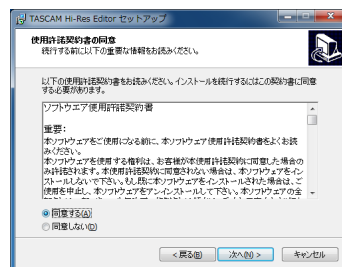 TASCAM Hi-Res Editor セットアップ
使用許諾契約書の同意
続行する前に以下の重要な情報をお読みください。
以下の使用許諾契約書をお読みください。インストールを続行するにはこの契約書に同意
する必要があります。
ソフトウエア使用許諾契約書
重要：
本ソフトウェアをご使用になる前に、本ソフトウェア使用許諾契約書をよくお読
みください。
本ソフトウェアを使用する権利は、お客様が本使用許諾契約に同意した場合の
み許諾されます。本使用許諾契約に同意されない場合は、本ソフトウェアをイン
ストールしないで下さい。もし既に本ソフトウェアをインストールされた場合は、ご
使用を中止し、本ソフトウェアをアンインストールして下さい。本ソフトウェアの全
同意する(A)
同意しない(D)
< 戻る(B)
次へ(N) >
キャンセル